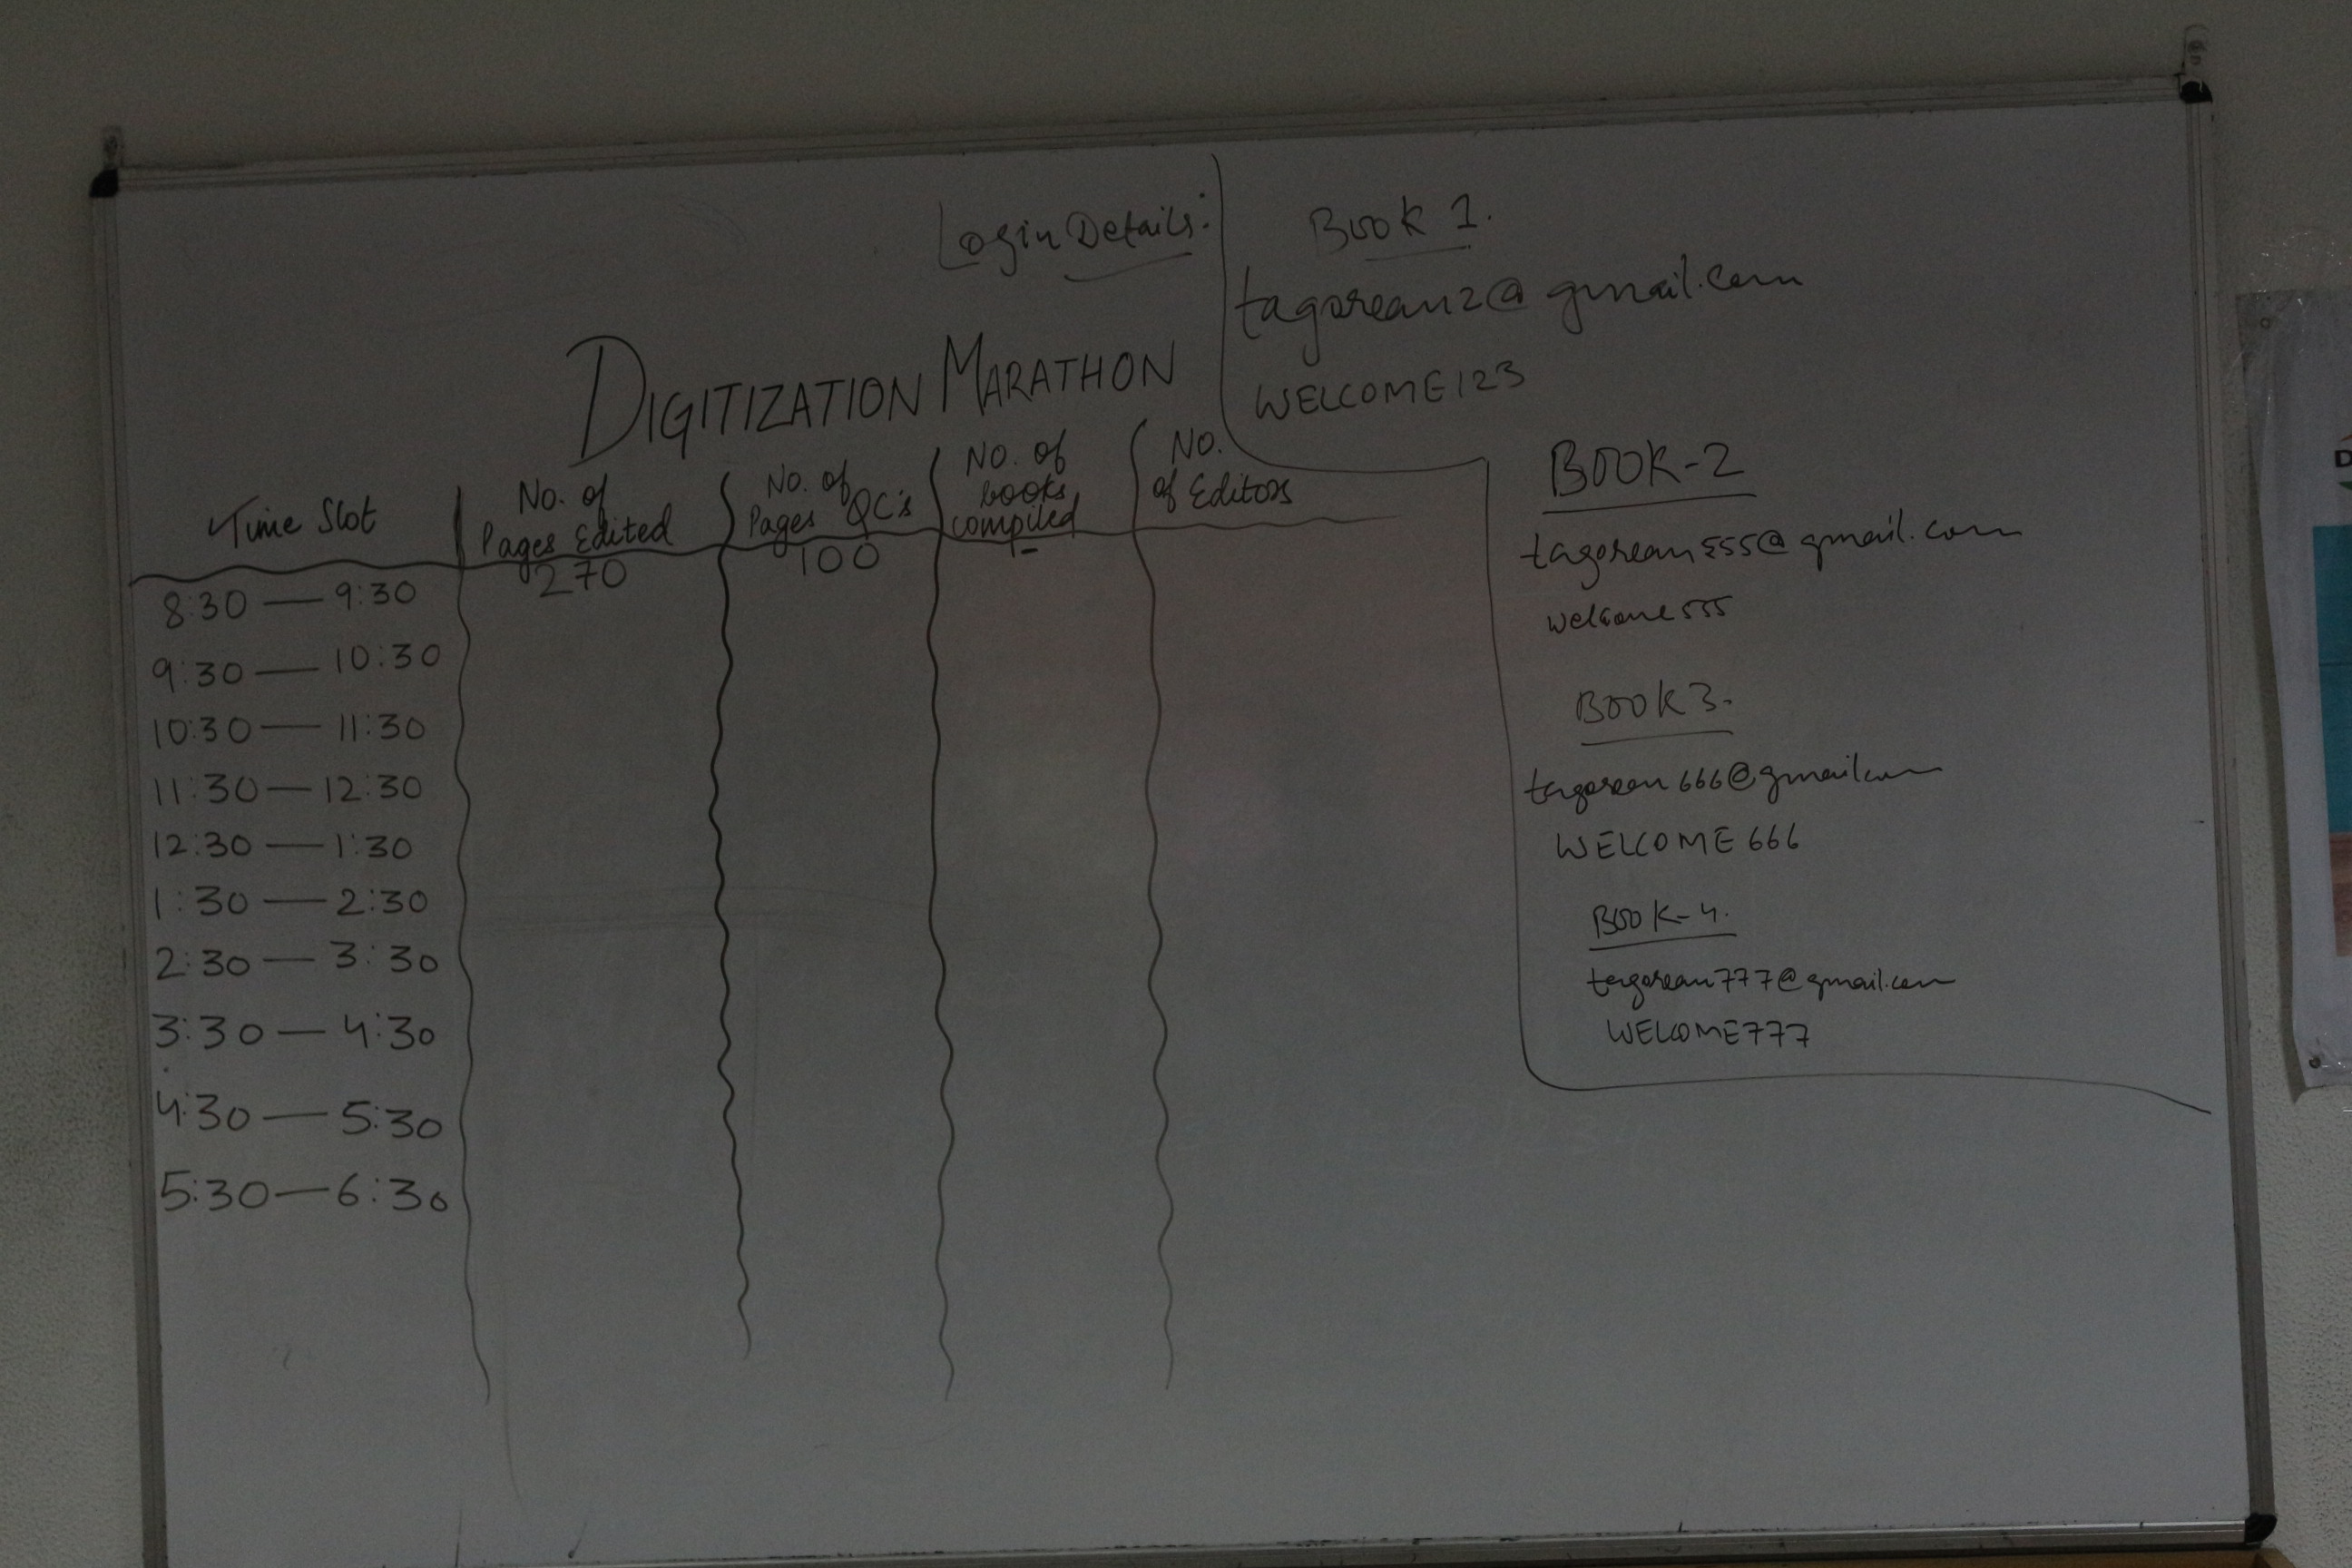 Login Details:
BOOK 1.
tagorean2@gmail.com
WELCOME123
DIGITIZATION MARATHON
Time Slot
No. of Pages Edited
No. of Pages QC's
No. of books compiled
No. of Editors
8:30 — 9:30 270 100 -
9:30 — 10:30
10:30 — 11:30
11:30 — 12:30
12:30 — 1:30
1:30 — 2:30
2:30 — 3:30
3:30 — 4:30
4:30 — 5:30
5:30 — 6:30
BOOK-2
tagorean555@gmail.com
welcome555
BOOK 3.
tagorean666@gmail.com
WELCOME666
BOOK-4.
tagorean777@gmail.com
WELCOME777